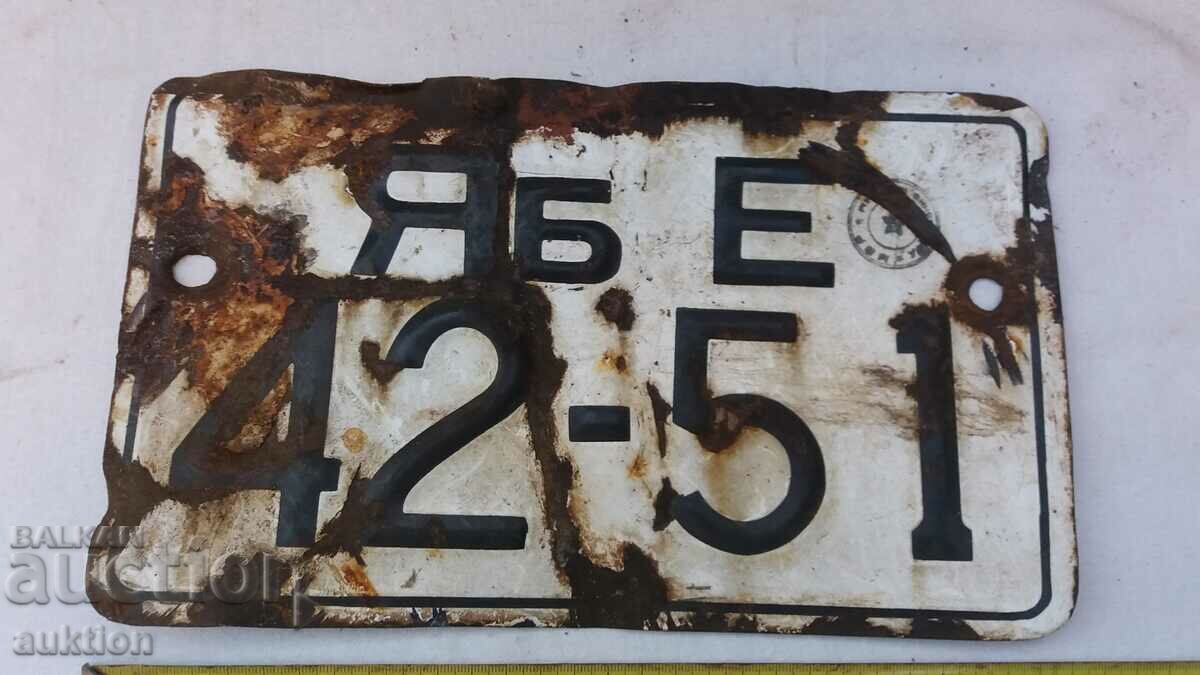 Яб Е
42-51
BALKAN
auction
auktion